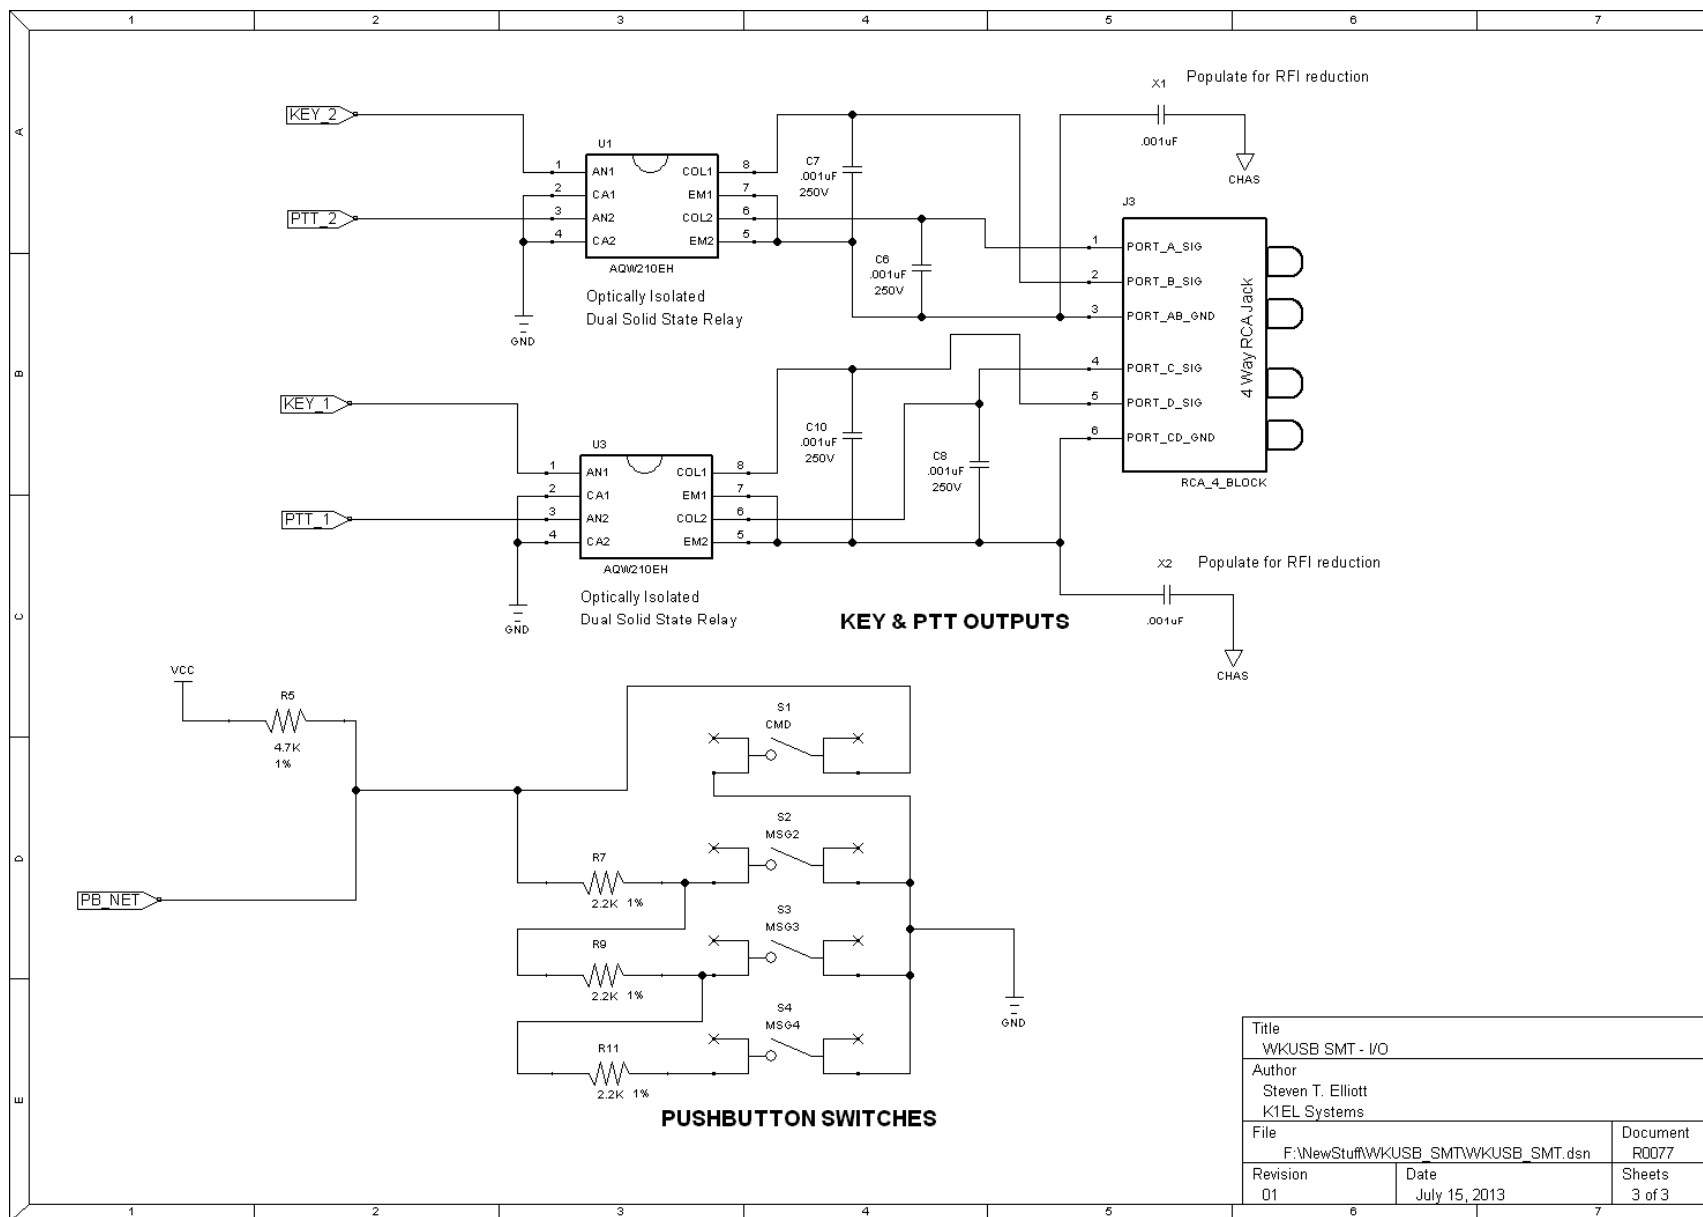 1 2 3 4 5 6 7
A
B
C
D
E
X1 Populate for RFI reduction
.001uF
CHAS
KEY_2
PTT_2
U1
1 AN1 COL1 8
2 CA1 EM1 7
3 AN2 COL2 6
4 CA2 EM2 5
AQW210EH
Optically Isolated
Dual Solid State Relay
GND
C7
.001uF
250V
C6
.001uF
250V
J3
1 PORT_A_SIG
2 PORT_B_SIG
3 PORT_AB_GND
4 PORT_C_SIG
5 PORT_D_SIG
6 PORT_CD_GND
4 Way RCA Jack
RCA_4_BLOCK
KEY_1
PTT_1
U3
1 AN1 COL1 8
2 CA1 EM1 7
3 AN2 COL2 6
4 CA2 EM2 5
AQW210EH
Optically Isolated
Dual Solid State Relay
GND
C10
.001uF
250V
C8
.001uF
250V
X2 Populate for RFI reduction
.001uF
CHAS
KEY & PTT OUTPUTS
VCC
R5
4.7K
1%
PB_NET
S1
CMD
S2
MSG2
R7
2.2K 1%
S3
MSG3
R9
2.2K 1%
S4
MSG4
R11
2.2K 1%
GND
PUSHBUTTON SWITCHES
Title
WKUSB SMT - I/O
Author
Steven T. Elliott
K1EL Systems
File
F:\NewStuff\WKUSB_SMT\WKUSB_SMT.dsn
Document
R0077
Revision
01
Date
July 15, 2013
Sheets
3 of 3
1 2 3 4 5 6 7